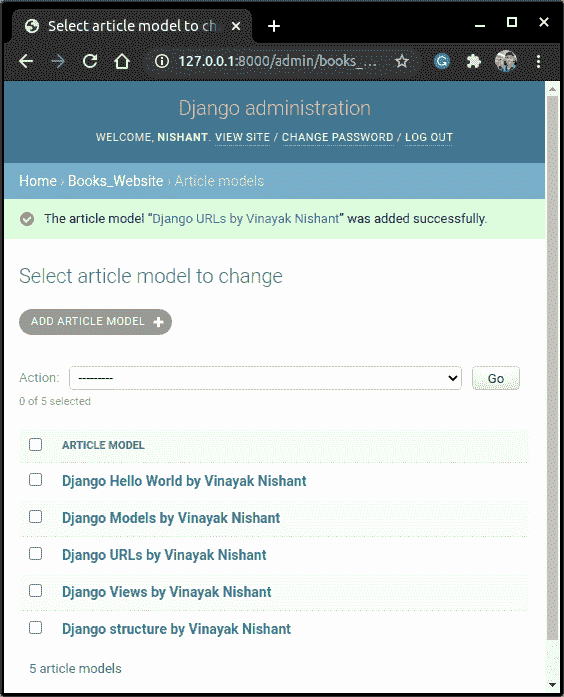 Select article model to ch
127.0.0.1:8000/admin/books_...
Django administration
WELCOME, NISHANT. VIEW SITE / CHANGE PASSWORD / LOG OUT
Home › Books_Website › Article models
The article model “Django URLs by Vinayak Nishant” was added successfully.
Select article model to change
ADD ARTICLE MODEL +
Action: --------- Go
0 of 5 selected
ARTICLE MODEL
Django Hello World by Vinayak Nishant
Django Models by Vinayak Nishant
Django URLs by Vinayak Nishant
Django Views by Vinayak Nishant
Django structure by Vinayak Nishant
5 article models